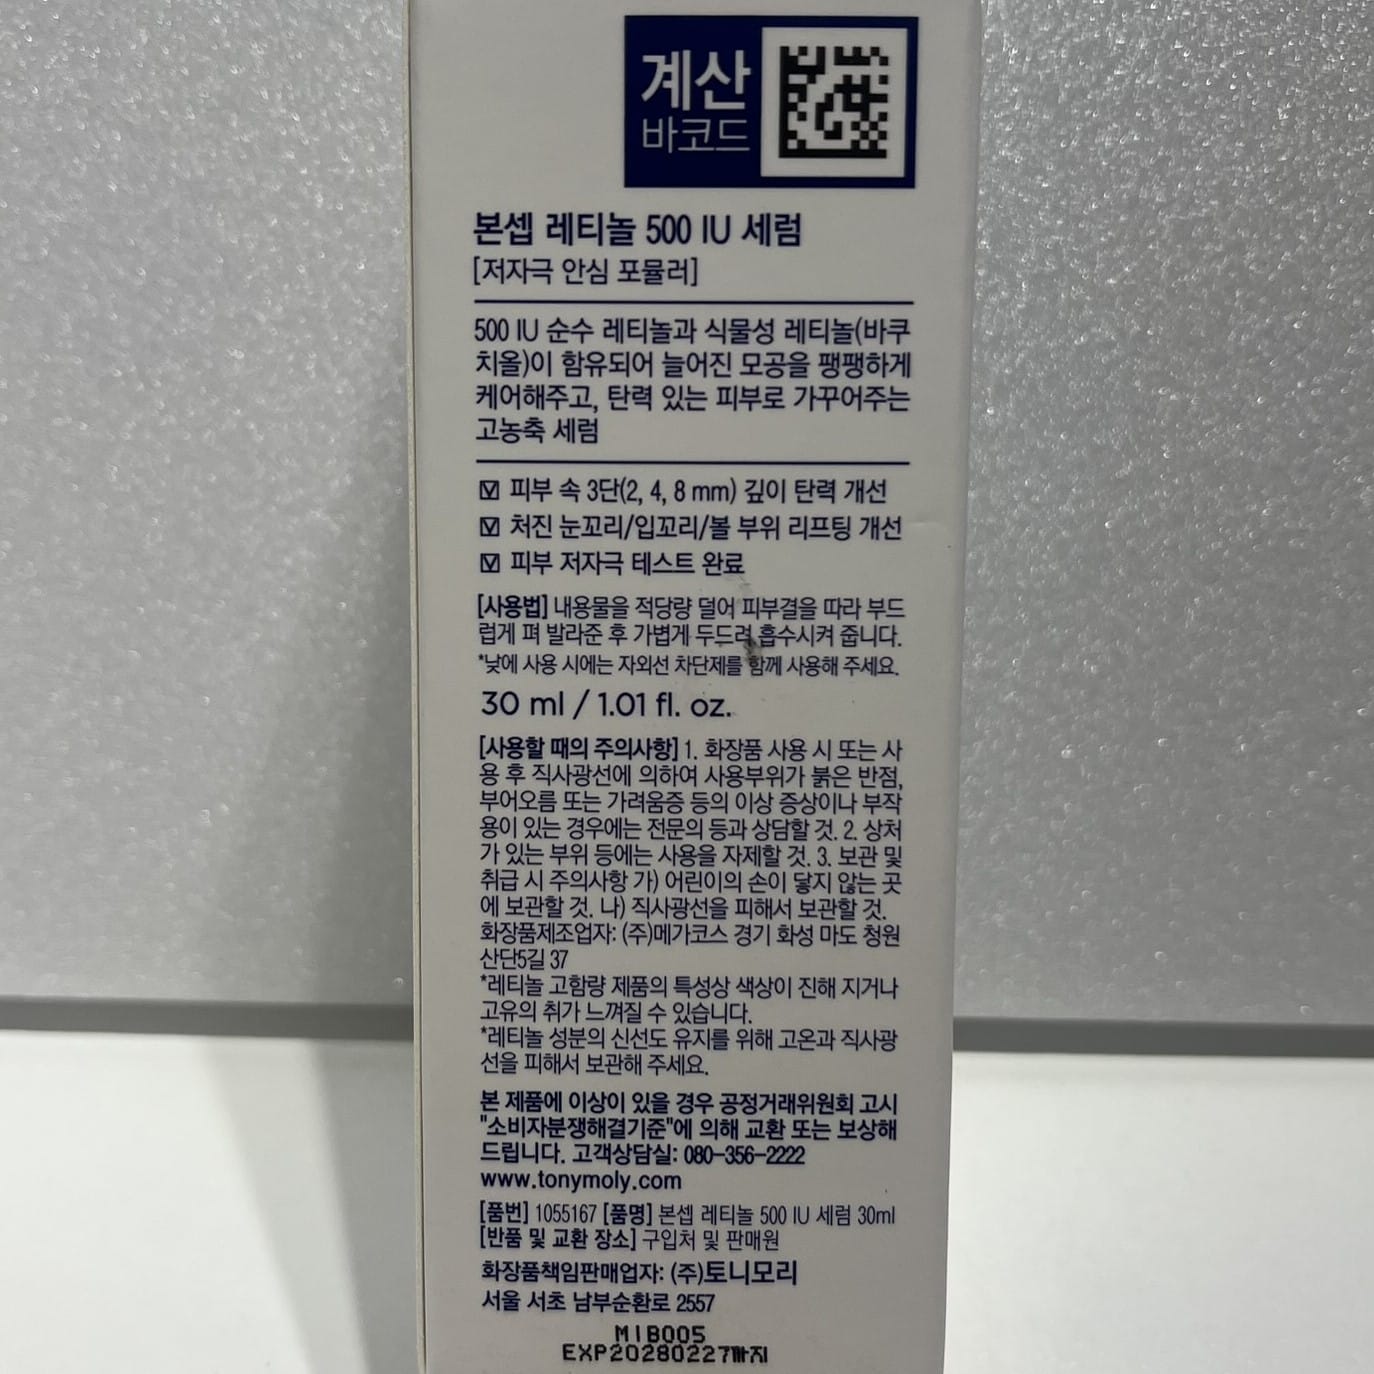 계산
바코드
본셉 레티놀 500 IU 세럼
[저자극 안심 포뮬러]
500 IU 순수 레티놀과 식물성 레티놀(바쿠
치올)이 함유되어 늘어진 모공을 팽팽하게
케어해주고, 탄력 있는 피부로 가꾸어주는
고농축 세럼
☑ 피부 속 3단(2, 4, 8 mm) 깊이 탄력 개선
☑ 처진 눈꼬리/입꼬리/볼 부위 리프팅 개선
☑ 피부 저자극 테스트 완료
[사용법] 내용물을 적당량 덜어 피부결을 따라 부드
럽게 펴 발라준 후 가볍게 두드려 흡수시켜 줍니다.
*낮에 사용 시에는 자외선 차단제를 함께 사용해 주세요.
30 ml / 1.01 fl. oz.
[사용할 때의 주의사항] 1. 화장품 사용 시 또는 사
용 후 직사광선에 의하여 사용부위가 붉은 반점,
부어오름 또는 가려움증 등의 이상 증상이나 부작
용이 있는 경우에는 전문의 등과 상담할 것. 2. 상처
가 있는 부위 등에는 사용을 자제할 것. 3. 보관 및
취급 시 주의사항 가) 어린이의 손이 닿지 않는 곳
에 보관할 것. 나) 직사광선을 피해서 보관할 것.
화장품제조업자: (주)메가코스 경기 화성 마도 청원
산단5길 37
*레티놀 고함량 제품의 특성상 색상이 진해 지거나
고유의 취가 느껴질 수 있습니다.
*레티놀 성분의 신선도 유지를 위해 고온과 직사광
선을 피해서 보관해 주세요.
본 제품에 이상이 있을 경우 공정거래위원회 고시
"소비자분쟁해결기준"에 의해 교환 또는 보상해
드립니다. 고객상담실: 080-356-2222
www.tonymoly.com
[품번] 1055167 [품명] 본셉 레티놀 500 IU 세럼 30ml
[반품 및 교환 장소] 구입처 및 판매원
화장품책임판매업자: (주)토니모리
서울 서초 남부순환로 2557
MIB005
EXP20280227까지